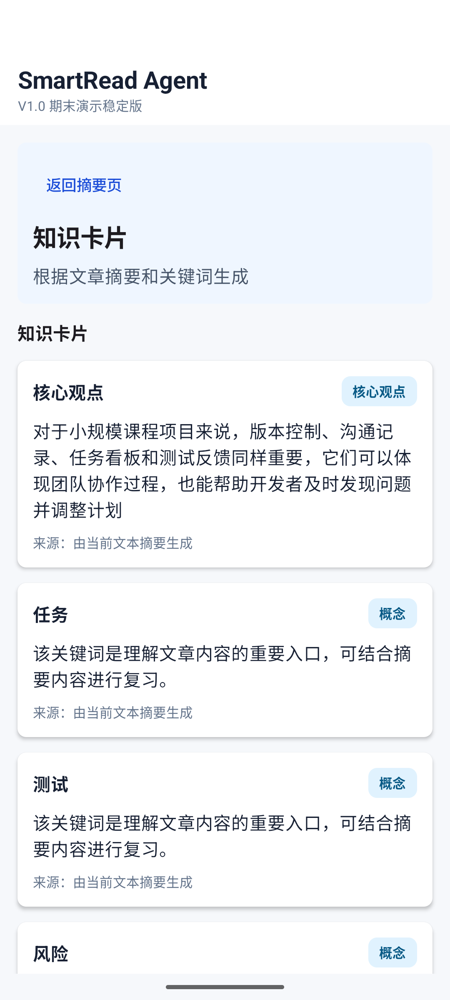 SmartRead Agent
V1.0 期末演示稳定版
返回摘要页
知识卡片
根据文章摘要和关键词生成
知识卡片
核心观点
核心观点
对于小规模课程项目来说，版本控制、沟通记
录、任务看板和测试反馈同样重要，它们可以体
现团队协作过程，也能帮助开发者及时发现问题
并调整计划
来源：由当前文本摘要生成
任务
概念
该关键词是理解文章内容的重要入口，可结合摘
要内容进行复习。
来源：由当前文本摘要生成
测试
概念
该关键词是理解文章内容的重要入口，可结合摘
要内容进行复习。
来源：由当前文本摘要生成
风险
概念